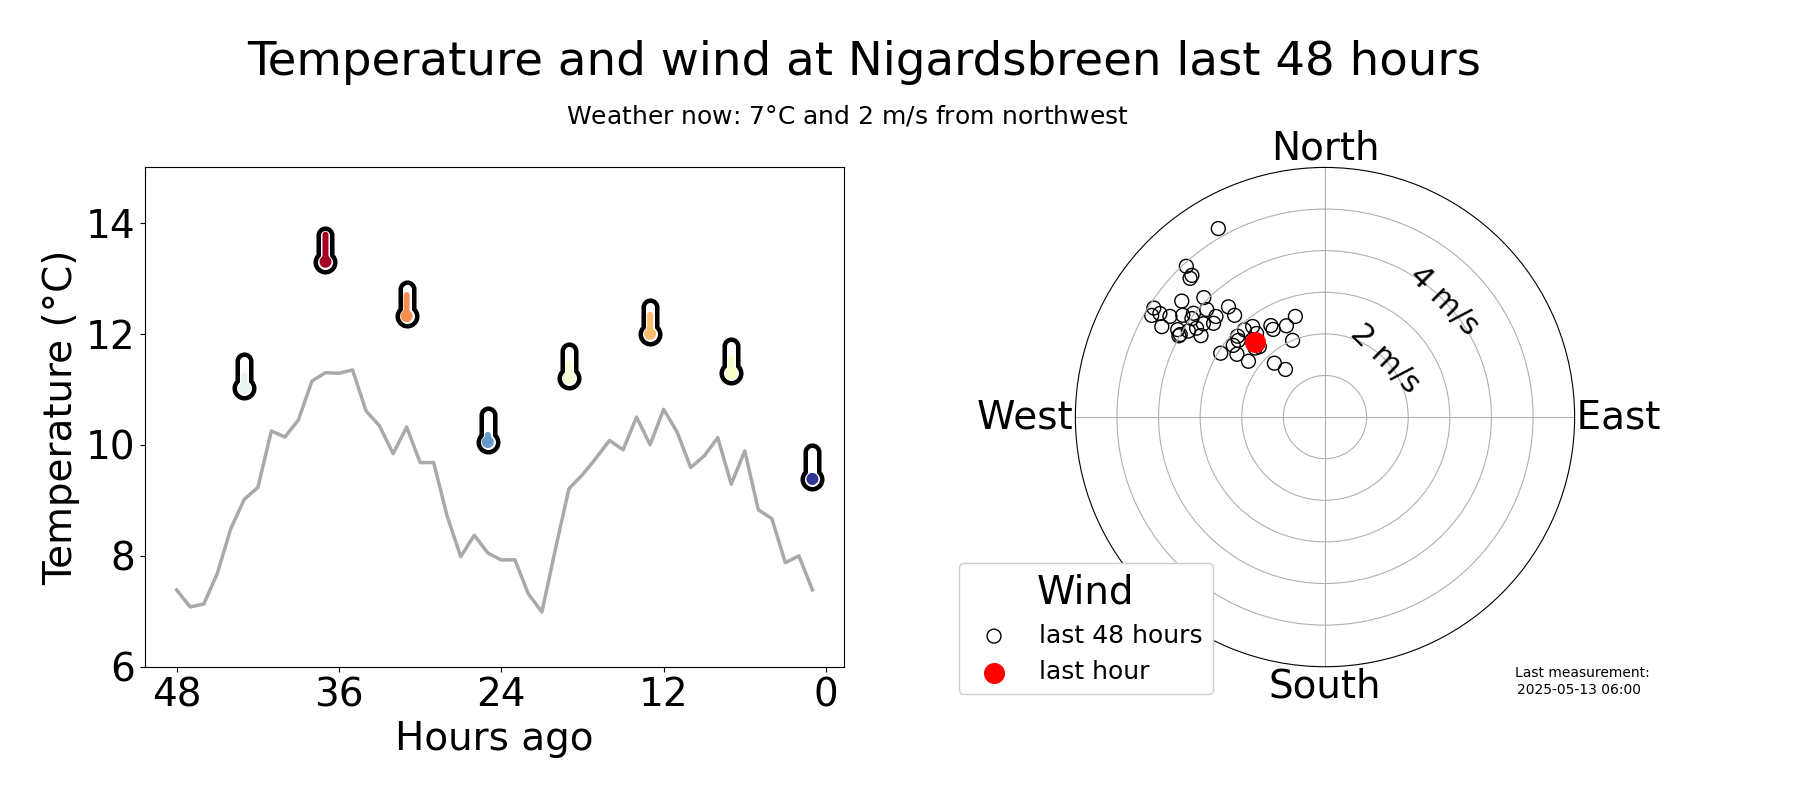 Temperature and wind at Nigardsbreen last 48 hours
Weather now: 7°C and 2 m/s from northwest
Temperature (°C)
14
12
10
8
6
48 36 24 12 0
Hours ago
North
4 m/s
2 m/s
West
East
South
Wind
last 48 hours
last hour
Last measurement:
2025-05-13 06:00